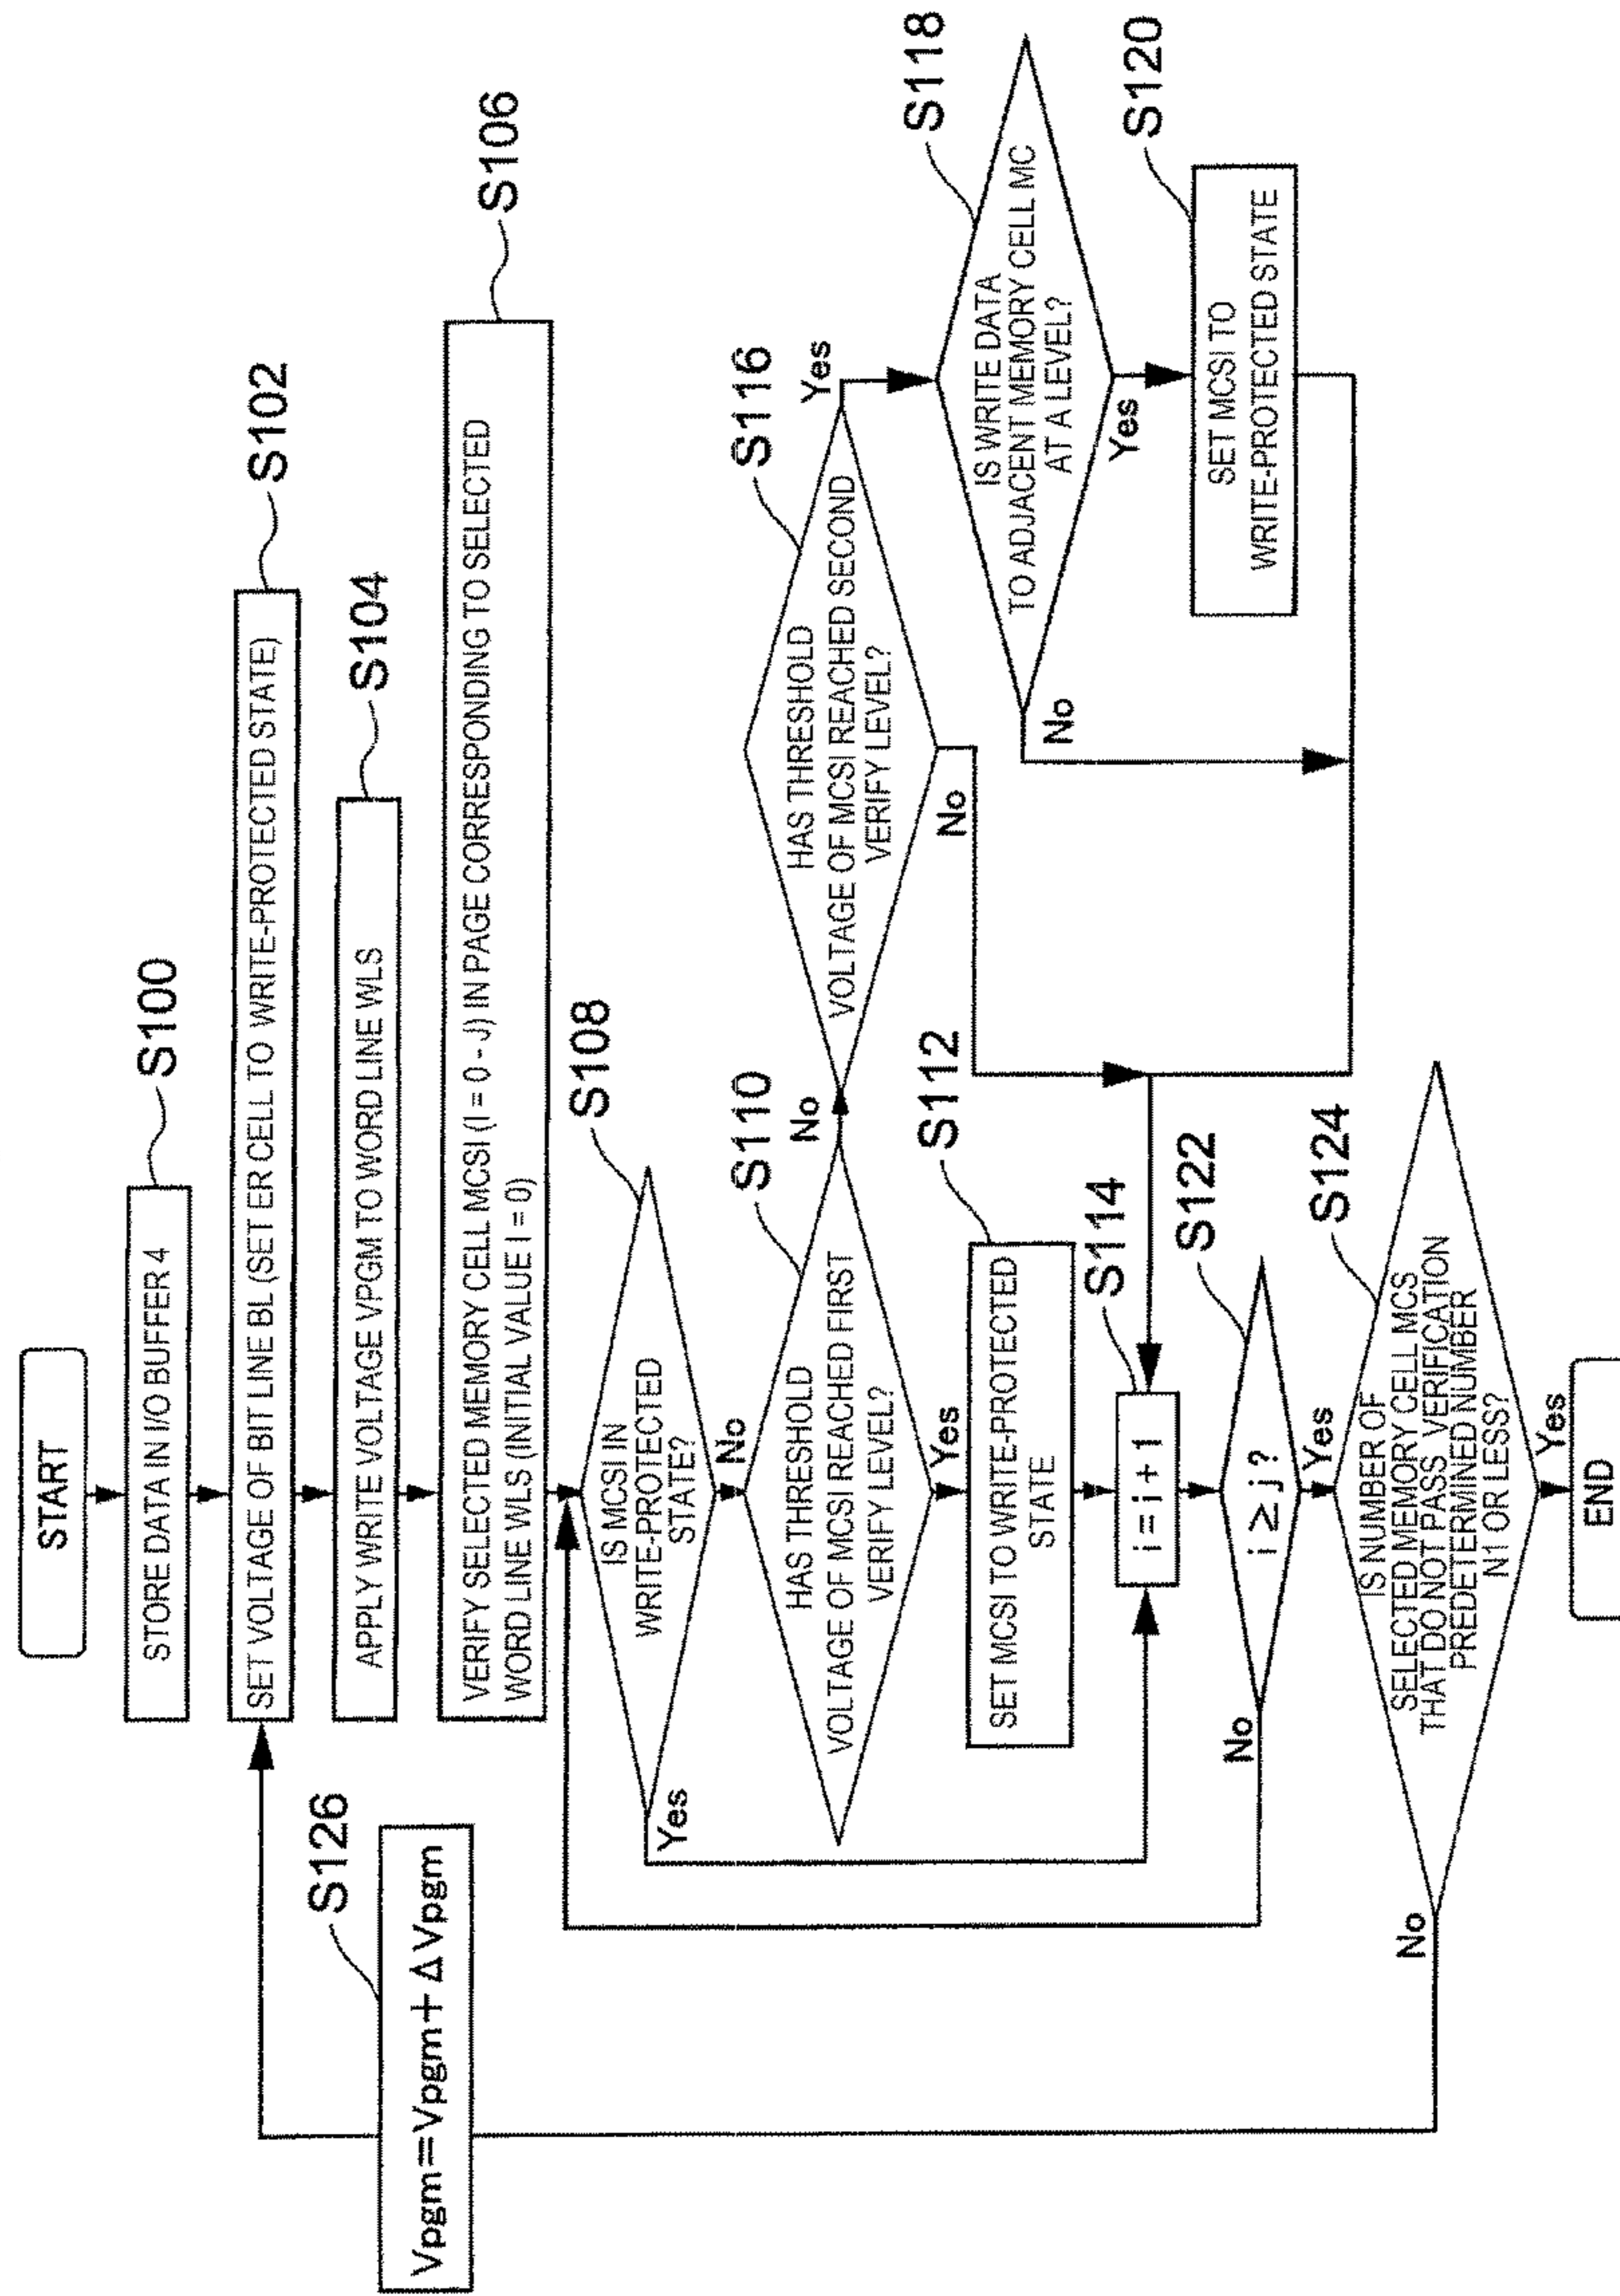 START
STORE DATA IN I/O BUFFER 4
S100
SET VOLTAGE OF BIT LINE BL (SET ER CELL TO WRITE-PROTECTED STATE)
S102
APPLY WRITE VOLTAGE VPGM TO WORD LINE WLS
S104
VERIFY SELECTED MEMORY CELL MCSI (I = 0 - J) IN PAGE CORRESPONDING TO SELECTED
WORD LINE WLS (INITIAL VALUE I = 0)
S106
IS MCSI IN
WRITE-PROTECTED
STATE?
S108
Yes
No
HAS THRESHOLD
VOLTAGE OF MCSI REACHED FIRST
VERIFY LEVEL?
S110
No
Yes
SET MCSI TO WRITE-PROTECTED
STATE
S112
i = i + 1
S114
HAS THRESHOLD
VOLTAGE OF MCSI REACHED SECOND
VERIFY LEVEL?
S116
Yes
No
IS WRITE DATA
TO ADJACENT MEMORY CELL MC
AT A LEVEL?
S118
No
Yes
SET MCSI TO
WRITE-PROTECTED STATE
S120
i ≥ j ?
S122
No
Yes
IS NUMBER OF
SELECTED MEMORY CELL MCS
THAT DO NOT PASS VERIFICATION
PREDETERMINED NUMBER
N1 OR LESS?
S124
No
Yes
Vpgm=Vpgm+ΔVpgm
S126
END